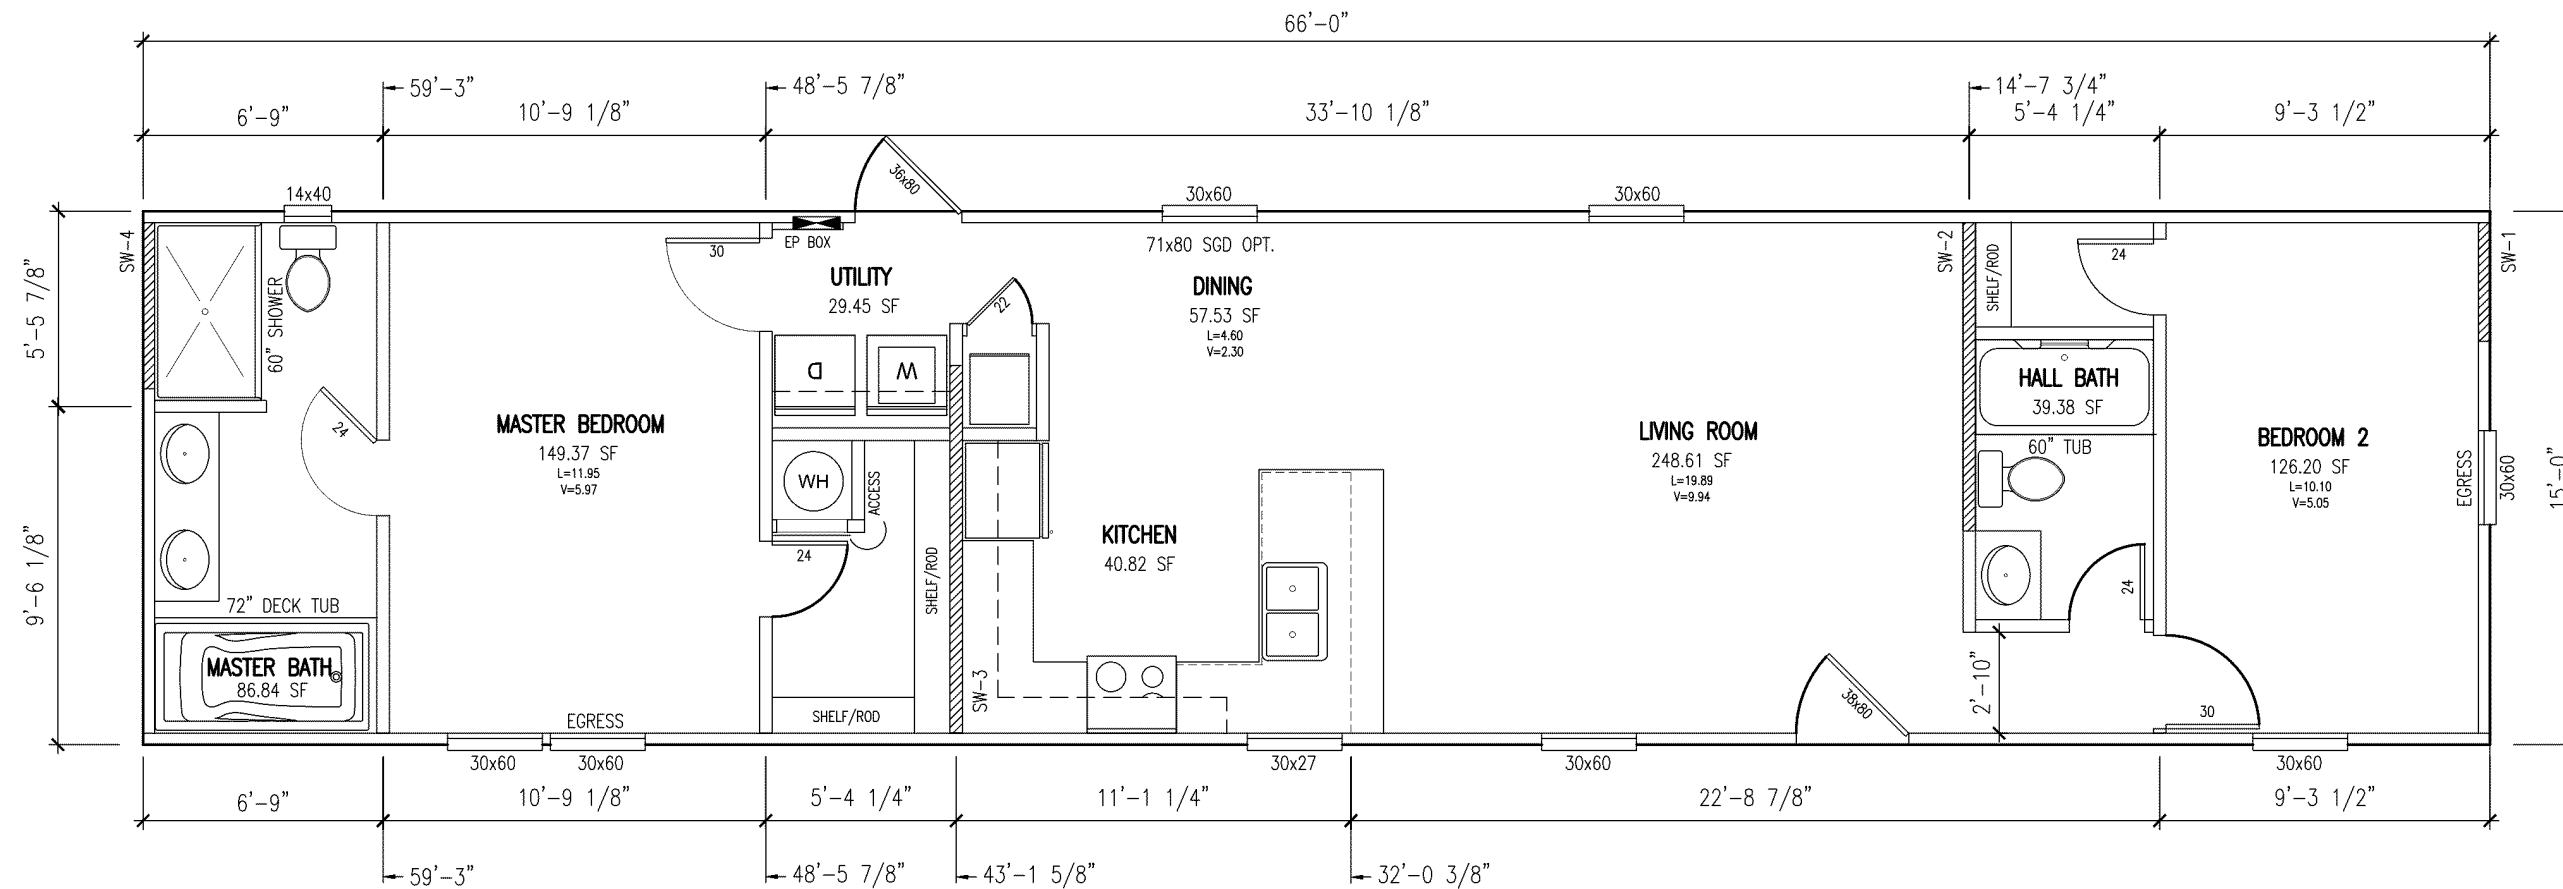 66'-0"
59'-3"
48'-5 7/8"
14'-7 3/4"
6'-9"
10'-9 1/8"
33'-10 1/8"
5'-4 1/4"
9'-3 1/2"
14x40
36x80
30x60
30x60
SW-4
5'-5 7/8"
60" SHOWER
30
EP BOX
UTILITY
29.45 SF
71x80 SGD OPT.
DINING
57.53 SF
L=4.60
V=2.30
22
SW-2
SHELF/ROD
24
SW-1
D
W
24
MASTER BEDROOM
149.37 SF
L=11.95
V=5.97
WH
ACCESS
LIVING ROOM
248.61 SF
L=19.89
V=9.94
HALL BATH
39.38 SF
60" TUB
BEDROOM 2
126.20 SF
L=10.10
V=5.05
EGRESS
30x60
15'-0"
9'-6 1/8"
24
SHELF/ROD
KITCHEN
40.82 SF
24
72" DECK TUB
MASTER BATH
86.84 SF
EGRESS
SHELF/ROD
SW-3
38x80
2'-10"
30
30x60
30x60
30x27
30x60
30x60
6'-9"
10'-9 1/8"
5'-4 1/4"
11'-1 1/4"
22'-8 7/8"
9'-3 1/2"
59'-3"
48'-5 7/8"
43'-1 5/8"
32'-0 3/8"